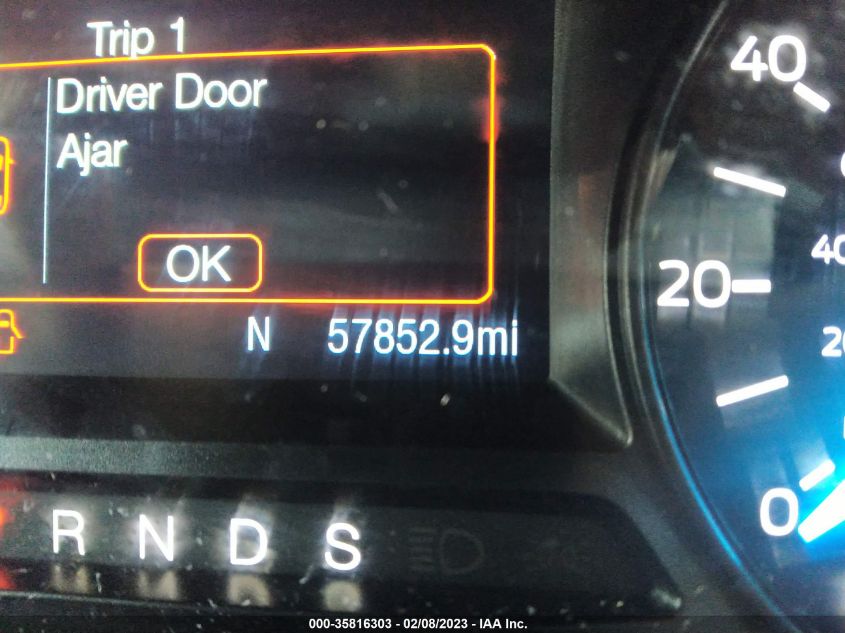 Trip 1
Driver Door
Ajar
OK
N 57852.9mi
40
20
0
R N D S
000-35816303 - 02/08/2023 - IAA Inc.